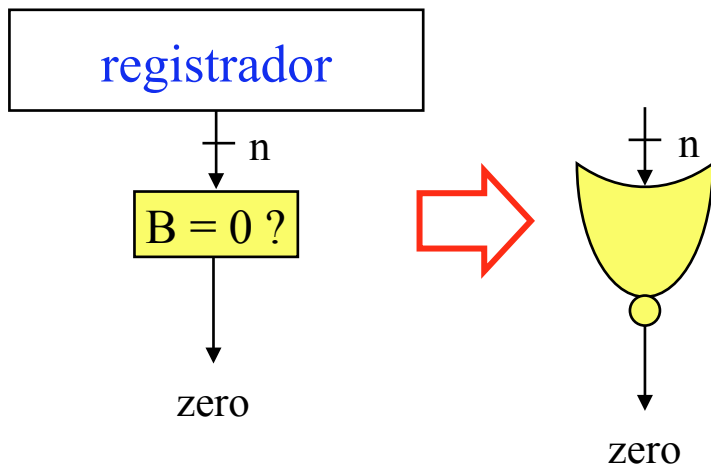 registrador
n
B = 0 ?
zero
n
zero